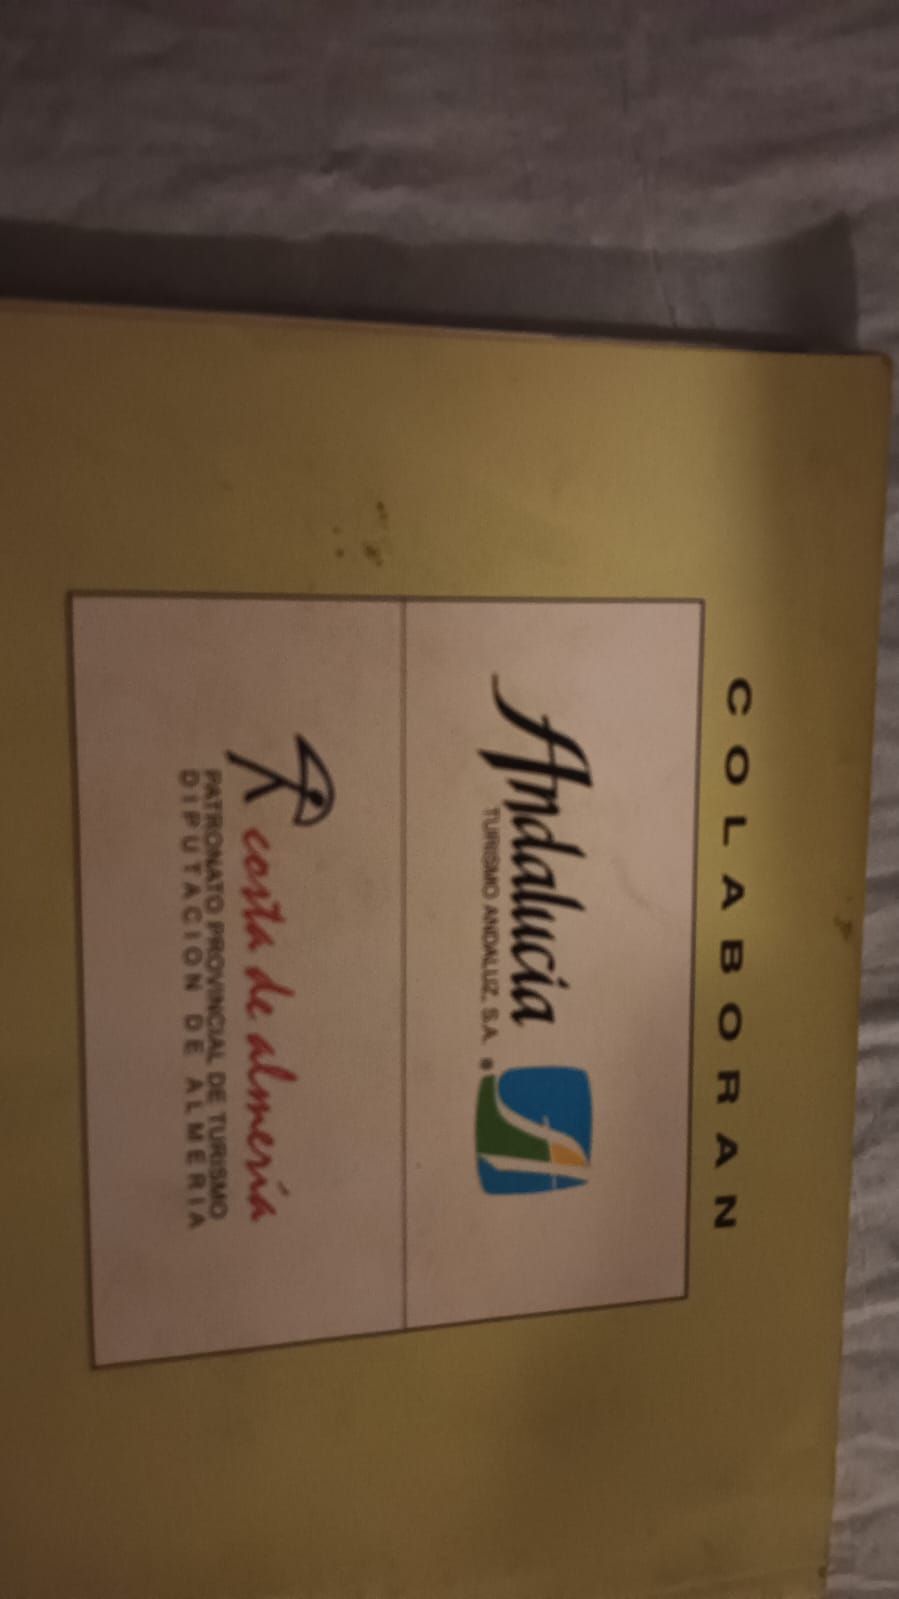 COLABORAN
Andalucía
TURISMO ANDALUZ, S.A.
costa de almería
PATRONATO PROVINCIAL DE TURISMO
DIPUTACION DE ALMERIA